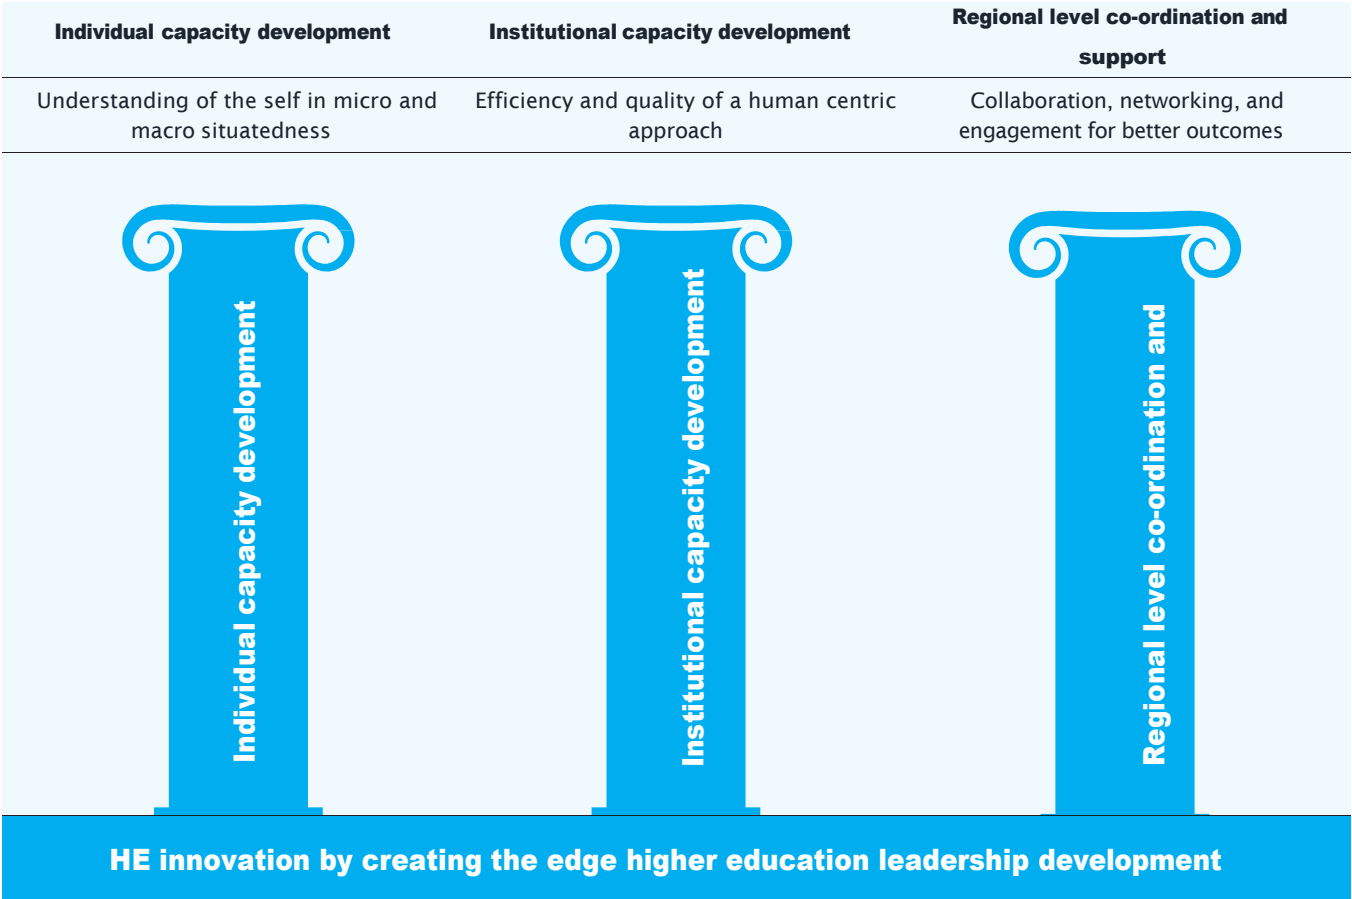 Individual capacity development
Institutional capacity development
Regional level co-ordination and
support
Understanding of the self in micro and
macro situatedness
Efficiency and quality of a human centric
approach
Collaboration, networking, and
engagement for better outcomes
Individual capacity development
Institutional capacity development
Regional level co-ordination and
HE innovation by creating the edge higher education leadership development